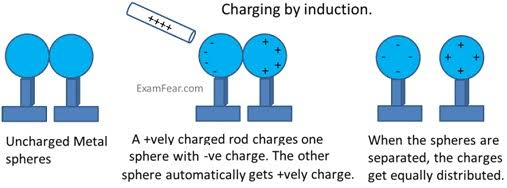 Charging by induction.
++++
- - - -
+ + + +
- - - -
+ + + +
ExamFear.com
Uncharged Metal
spheres
A +vely charged rod charges one
sphere with -ve charge. The other
sphere automatically gets +vely charge.
When the spheres are
separated, the charges
get equally distributed.